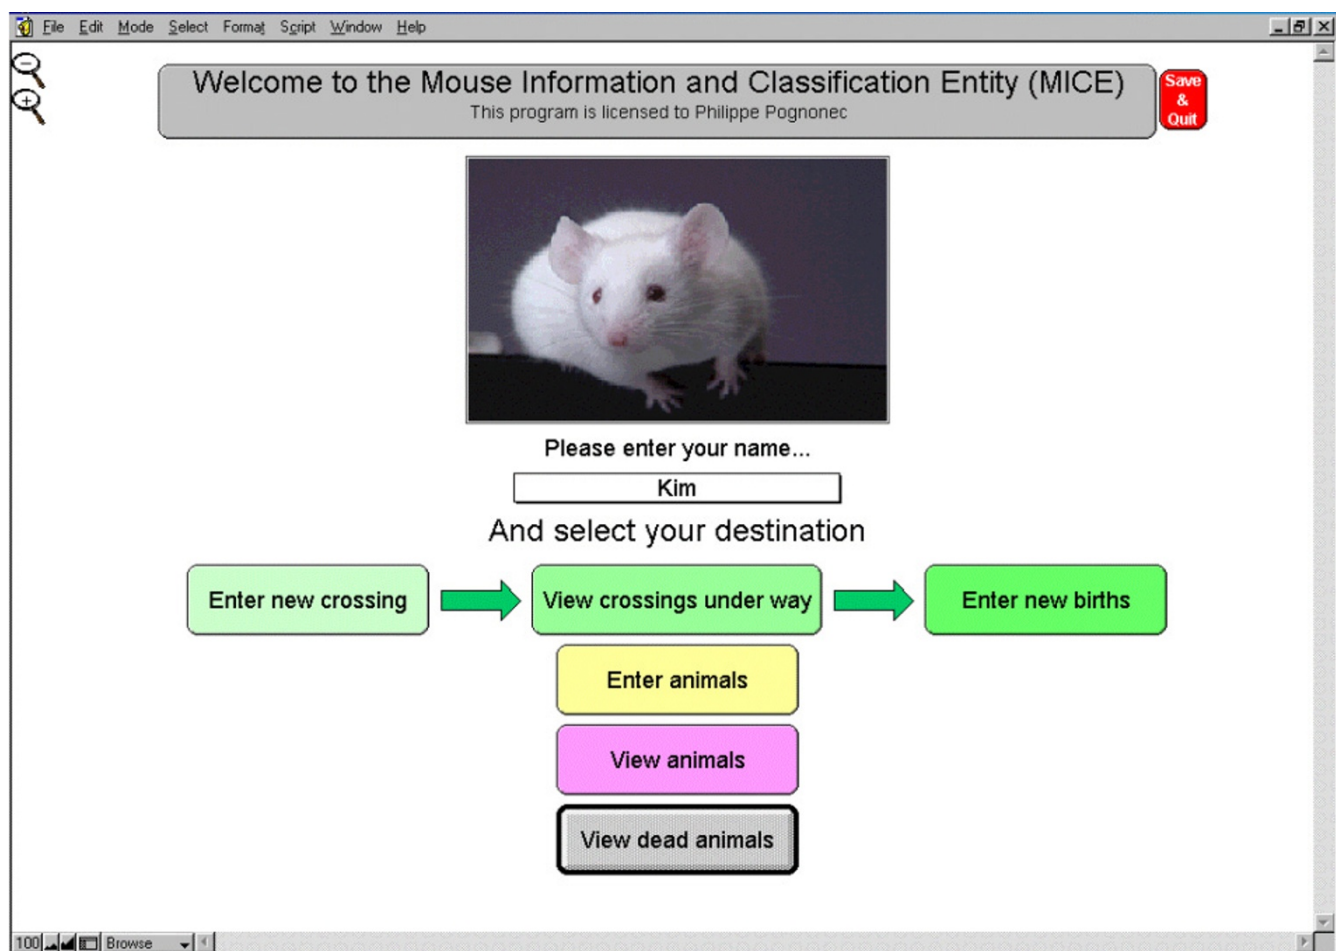 File Edit Mode Select Format Script Window Help
Welcome to the Mouse Information and Classification Entity (MICE)
This program is licensed to Philippe Pognonec
Save
&
Quit
Please enter your name...
Kim
And select your destination
Enter new crossing
View crossings under way
Enter new births
Enter animals
View animals
View dead animals
100 Browse